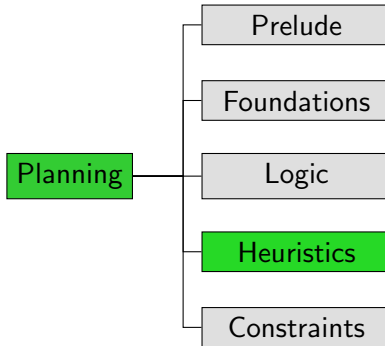 Prelude
Foundations
Planning
Logic
Heuristics
Constraints